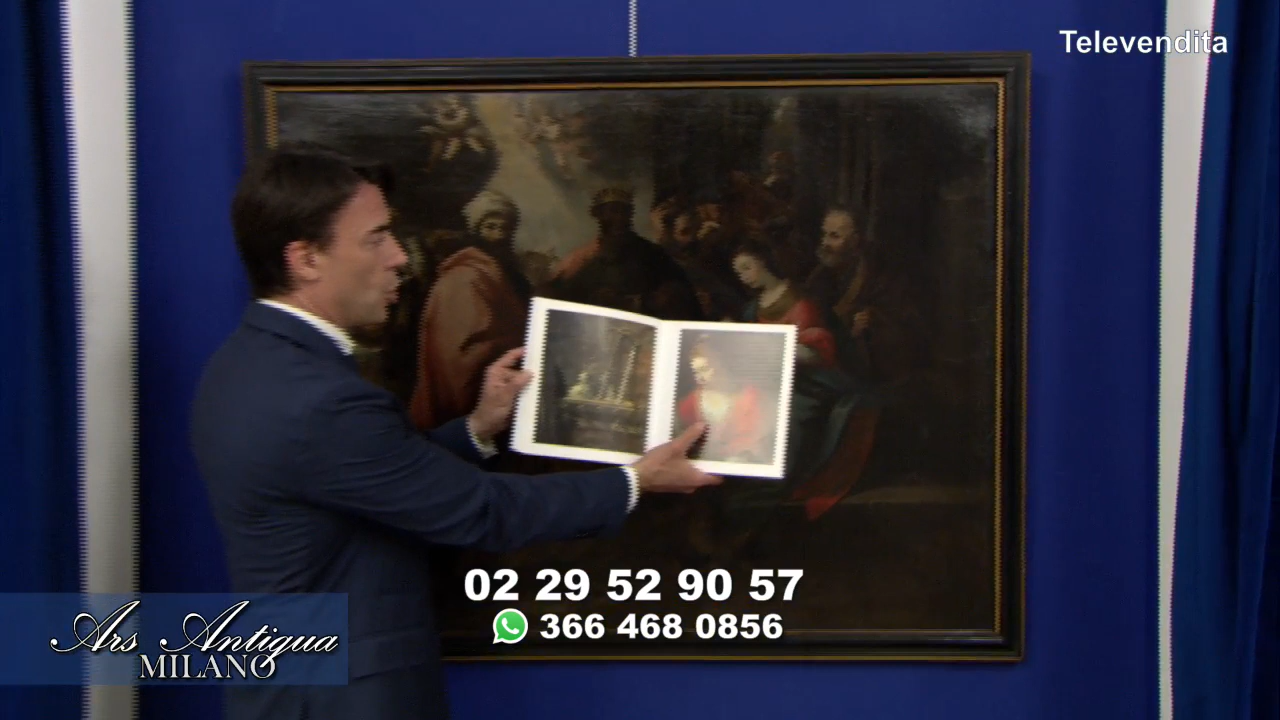 Televendita
02 29 52 90 57
366 468 0856
Ars Antiqua
MILANO